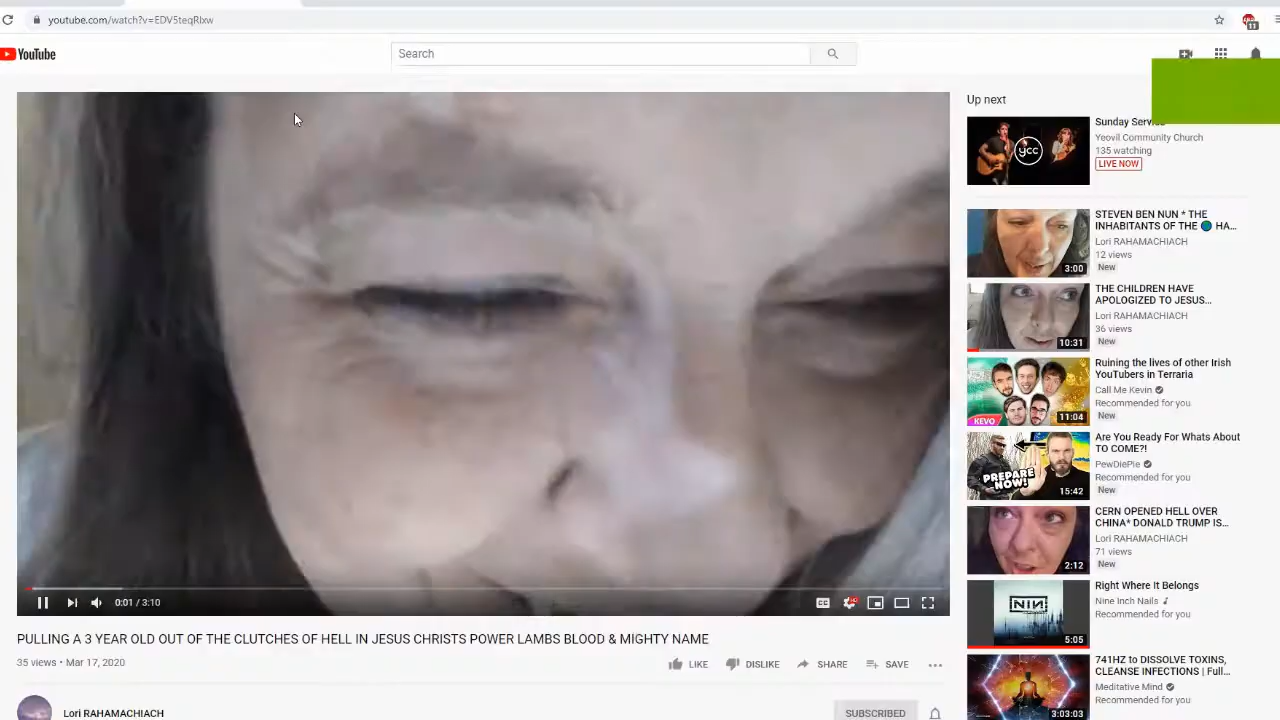 youtube.com/watch?v=EDV5teqRlxw
11
YouTube
Search
Up next
Sunday Servi
Yeovil Community Church
135 watching
LIVE NOW
ycc
STEVEN BEN NUN * THE
INHABITANTS OF THE 🔵 HA...
Lori RAHAMACHIACH
12 views
New
3:00
THE CHILDREN HAVE
APOLOGIZED TO JESUS...
Lori RAHAMACHIACH
36 views
New
10:31
Ruining the lives of other Irish
YouTubers in Terraria
Call Me Kevin
Recommended for you
New
KEVO
11:04
Are You Ready For Whats About
TO COME?!
PewDiePie
Recommended for you
New
PREPARE
NOW!
15:42
CERN OPENED HELL OVER
CHINA* DONALD TRUMP IS...
Lori RAHAMACHIACH
71 views
New
2:12
Right Where It Belongs
Nine Inch Nails ♪
Recommended for you
NIN
5:05
741HZ to DISSOLVE TOXINS,
CLEANSE INFECTIONS | Full...
Meditative Mind
Recommended for you
3:03:03
0:01 / 3:10
CC
HD
PULLING A 3 YEAR OLD OUT OF THE CLUTCHES OF HELL IN JESUS CHRISTS POWER LAMBS BLOOD & MIGHTY NAME
35 views • Mar 17, 2020
LIKE
DISLIKE
SHARE
SAVE
Lori RAHAMACHIACH
SUBSCRIBED